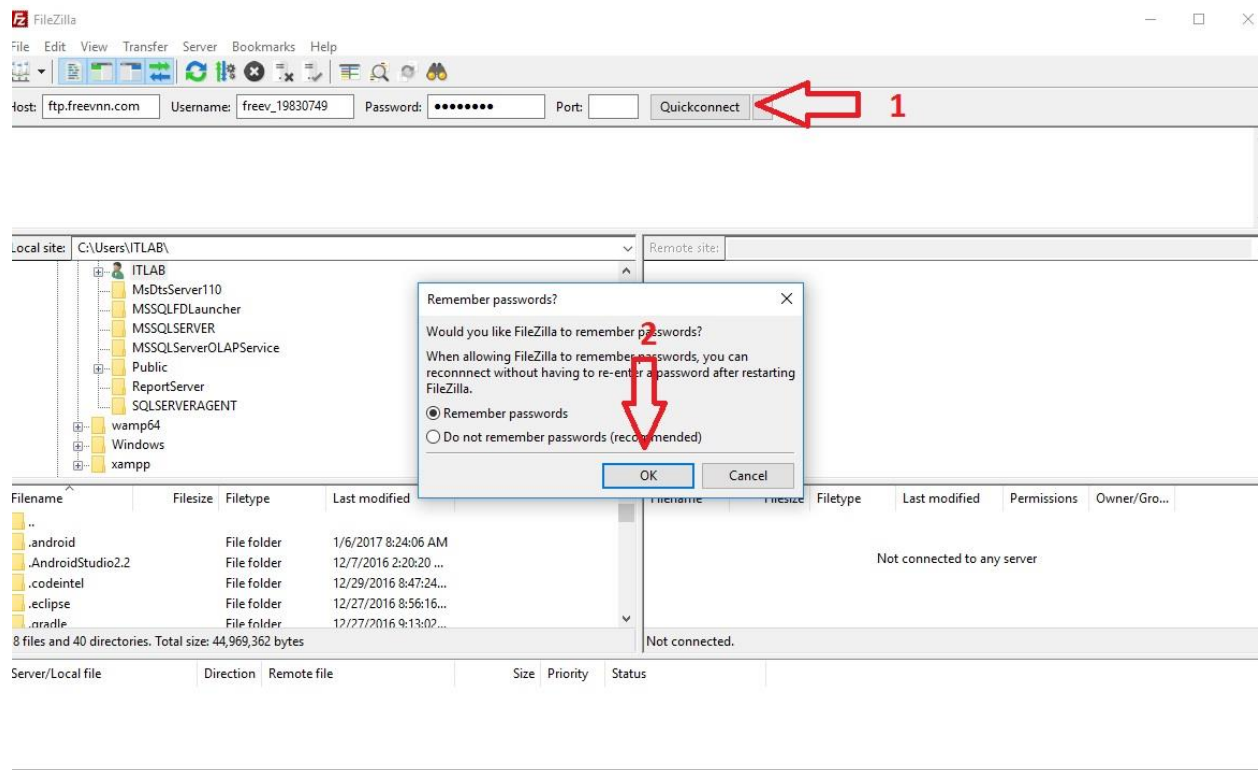 FileZilla
File Edit View Transfer Server Bookmarks Help
Host: ftp.freevnn.com Username: freev_19830749 Password: •••••••• Port: Quickconnect 1
Local site: C:\Users\ITLAB\ Remote site:
ITLAB
MsDtsServer110
MSSQLFDLauncher
MSSQLSERVER
MSSQLServerOLAPService
Public
ReportServer
SQLSERVERAGENT
wamp64
Windows
xampp
Remember passwords?
Would you like FileZilla to remember passwords?
2
When allowing FileZilla to remember passwords, you can
reconnnect without having to re-enter a password after restarting
FileZilla.
Remember passwords
Do not remember passwords (recommended)
OK Cancel
Filename Filesize Filetype Last modified
..
.android File folder 1/6/2017 8:24:06 AM
.AndroidStudio2.2 File folder 12/7/2016 2:20:20 ...
.codeintel File folder 12/29/2016 8:47:24...
.eclipse File folder 12/27/2016 8:56:16...
.gradle File folder 12/27/2016 9:13:02...
8 files and 40 directories. Total size: 44,969,362 bytes
Filename Filesize Filetype Last modified Permissions Owner/Gro...
Not connected to any server
Not connected.
Server/Local file Direction Remote file Size Priority Status